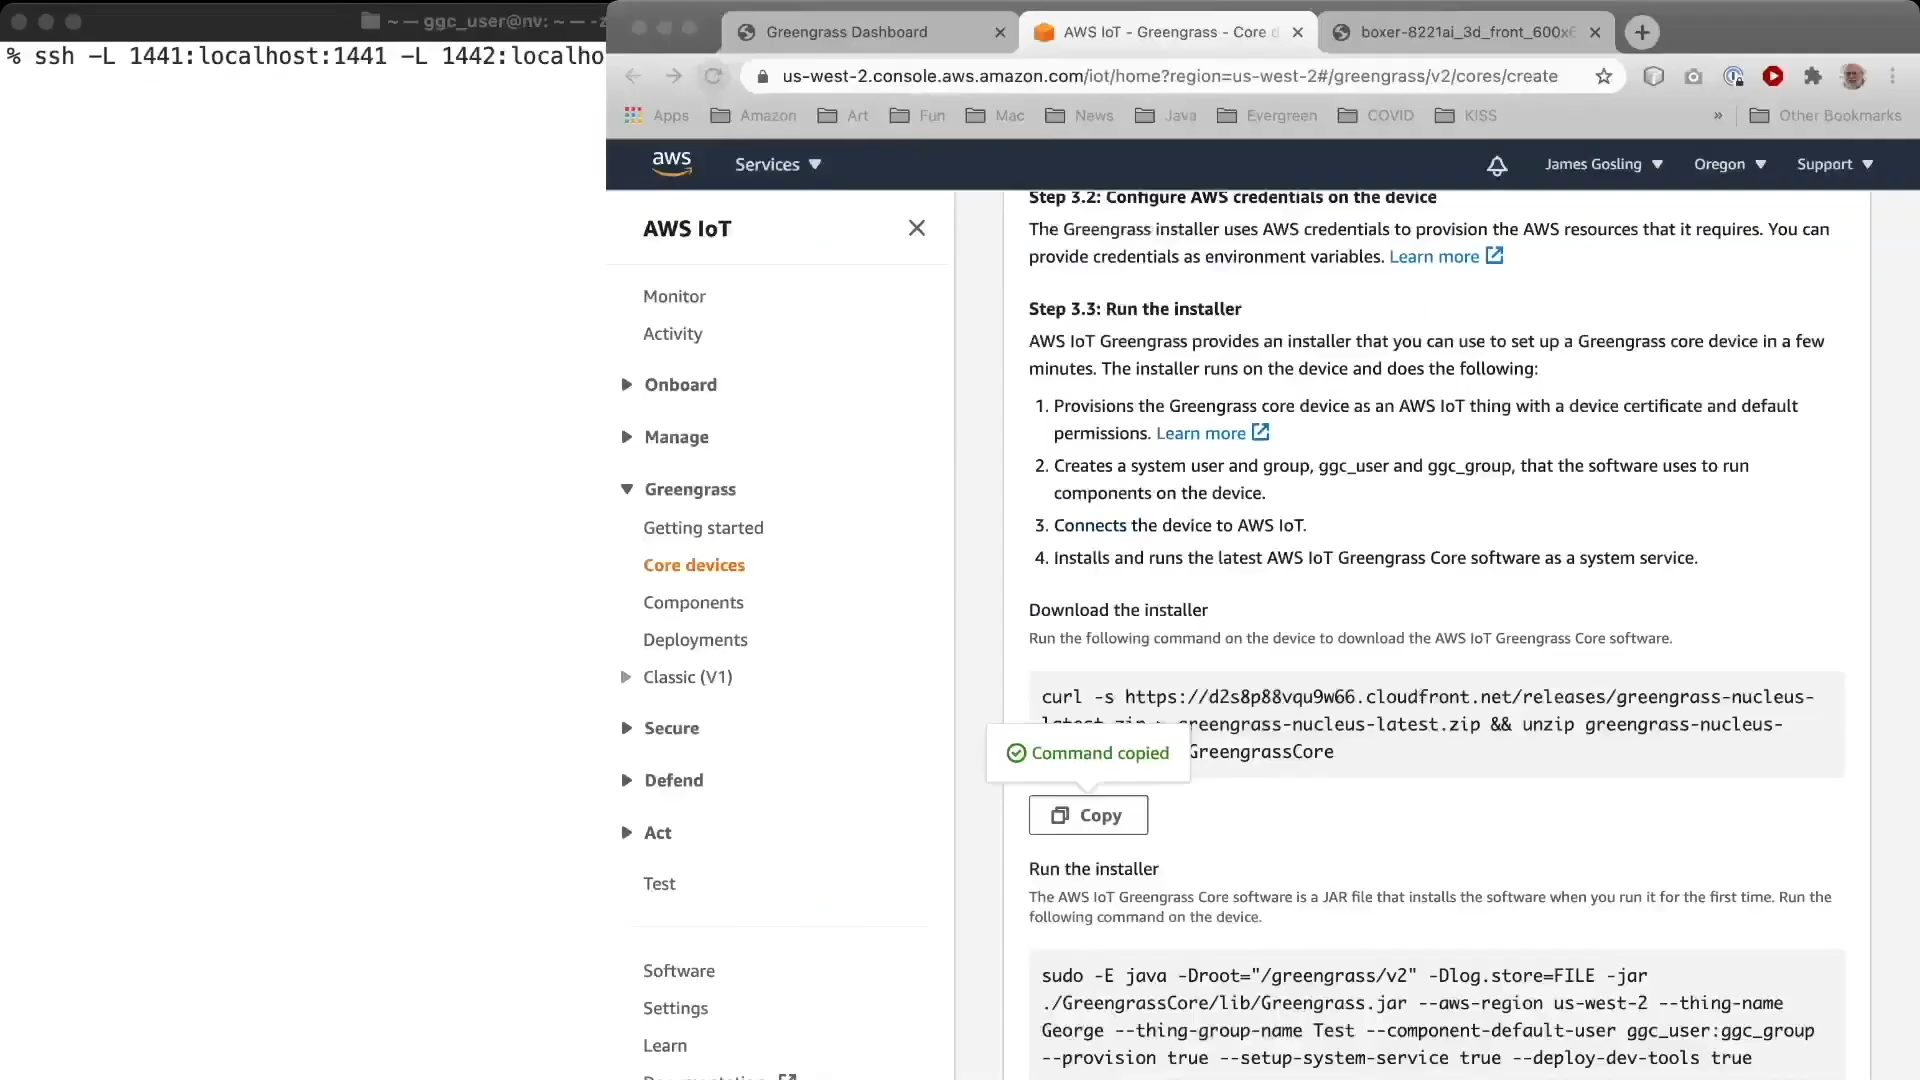 ~ — ggc_user@nv: ~ —
% ssh -L 1441:localhost:1441 -L 1442:localho
Greengrass Dashboard
AWS IoT - Greengrass - Core d
boxer-8221ai_3d_front_600x6
us-west-2.console.aws.amazon.com/iot/home?region=us-west-2#/greengrass/v2/cores/create
Apps Amazon Art Fun Mac News Java Evergreen COVID KISS » Other Bookmarks
aws Services James Gosling Oregon Support
AWS IoT
Monitor
Activity
Onboard
Manage
Greengrass
Getting started
Core devices
Components
Deployments
Classic (V1)
Secure
Defend
Act
Test
Software
Settings
Learn
Step 3.2: Configure AWS credentials on the device
The Greengrass installer uses AWS credentials to provision the AWS resources that it requires. You can
provide credentials as environment variables. Learn more
Step 3.3: Run the installer
AWS IoT Greengrass provides an installer that you can use to set up a Greengrass core device in a few
minutes. The installer runs on the device and does the following:
1. Provisions the Greengrass core device as an AWS IoT thing with a device certificate and default
permissions. Learn more
2. Creates a system user and group, ggc_user and ggc_group, that the software uses to run
components on the device.
3. Connects the device to AWS IoT.
4. Installs and runs the latest AWS IoT Greengrass Core software as a system service.
Download the installer
Run the following command on the device to download the AWS IoT Greengrass Core software.
curl -s https://d2s8p88vqu9w66.cloudfront.net/releases/greengrass-nucleus-
greengrass-nucleus-latest.zip && unzip greengrass-nucleus-
GreengrassCore
Command copied
Copy
Run the installer
The AWS IoT Greengrass Core software is a JAR file that installs the software when you run it for the first time. Run the
following command on the device.
sudo -E java -Droot="/greengrass/v2" -Dlog.store=FILE -jar
./GreengrassCore/lib/Greengrass.jar --aws-region us-west-2 --thing-name
George --thing-group-name Test --component-default-user ggc_user:ggc_group
--provision true --setup-system-service true --deploy-dev-tools true